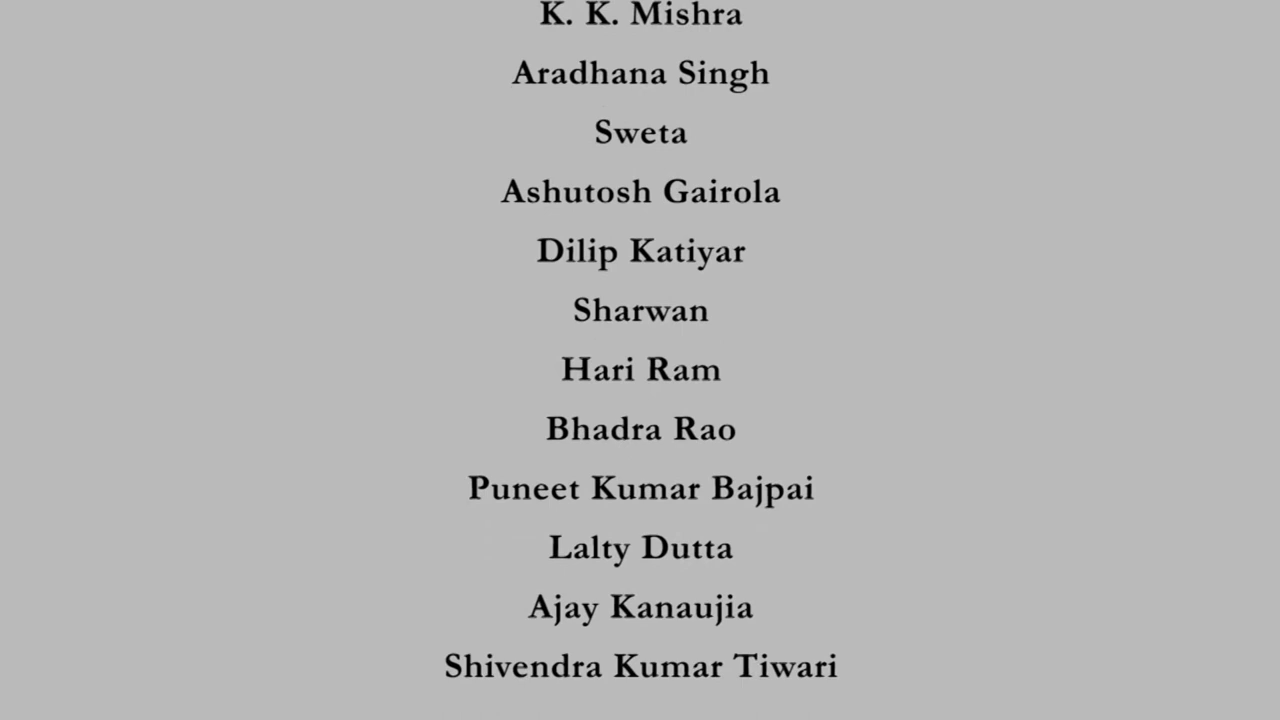 K. K. Mishra
Aradhana Singh
Sweta
Ashutosh Gairola
Dilip Katiyar
Sharwan
Hari Ram
Bhadra Rao
Puneet Kumar Bajpai
Lalty Dutta
Ajay Kanaujia
Shivendra Kumar Tiwari